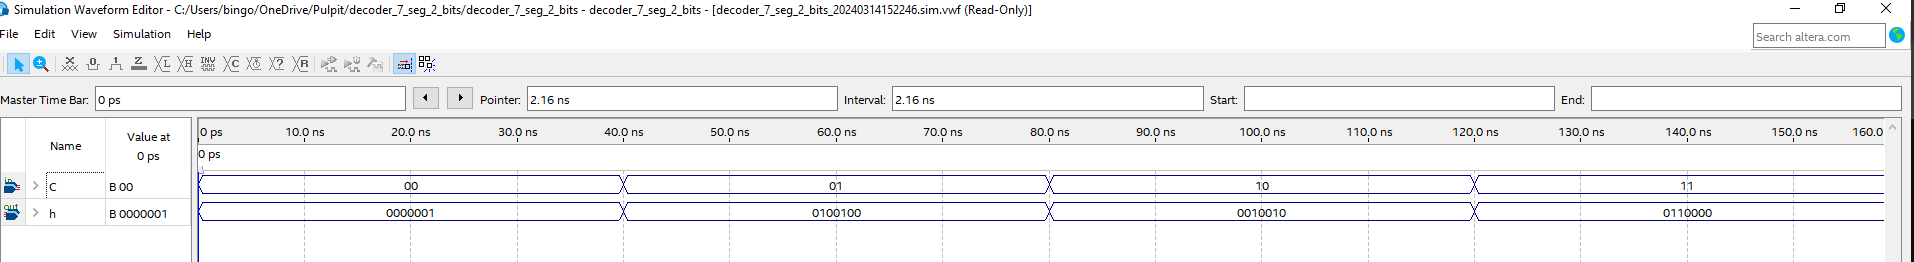 Simulation Waveform Editor - C:/Users/bingo/OneDrive/Pulpit/decoder_7_seg_2_bits/decoder_7_seg_2_bits - decoder_7_seg_2_bits - [decoder_7_seg_2_bits_20240314152246.sim.vwf (Read-Only)]
File Edit View Simulation Help
Search altera.com
Master Time Bar: 0 ps Pointer: 2.16 ns Interval: 2.16 ns Start: End:
Name Value at 0 ps
0 ps 10.0 ns 20.0 ns 30.0 ns 40.0 ns 50.0 ns 60.0 ns 70.0 ns 80.0 ns 90.0 ns 100.0 ns 110.0 ns 120.0 ns 130.0 ns 140.0 ns 150.0 ns 160.0
0 ps
in C B 00 00 01 10 11
out h B 0000001 0000001 0100100 0010010 0110000